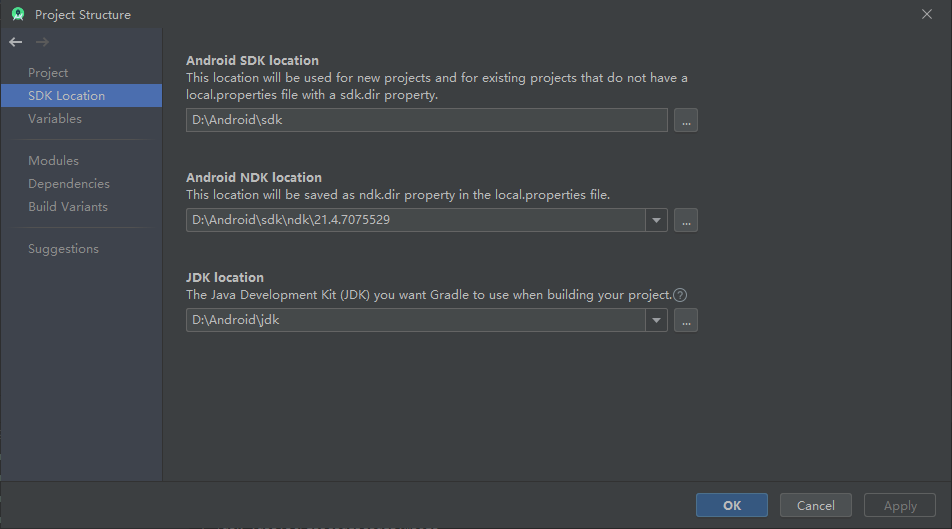 Project Structure
Project
SDK Location
Variables
Modules
Dependencies
Build Variants
Suggestions
Android SDK location
This location will be used for new projects and for existing projects that do not have a
local.properties file with a sdk.dir property.
D:\Android\sdk
...
Android NDK location
This location will be saved as ndk.dir property in the local.properties file.
D:\Android\sdk\ndk\21.4.7075529
...
JDK location
The Java Development Kit (JDK) you want Gradle to use when building your project.?
D:\Android\jdk
...
OK
Cancel
Apply